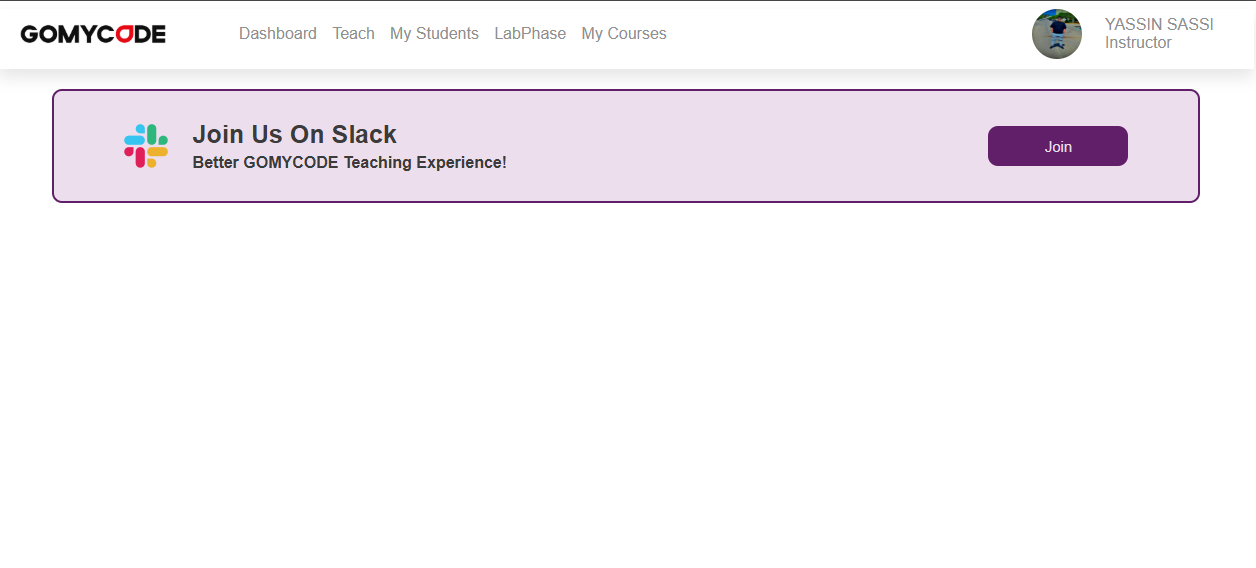 GOMYCODE
Dashboard Teach My Students LabPhase My Courses
YASSIN SASSI
Instructor
Join Us On Slack
Better GOMYCODE Teaching Experience!
Join